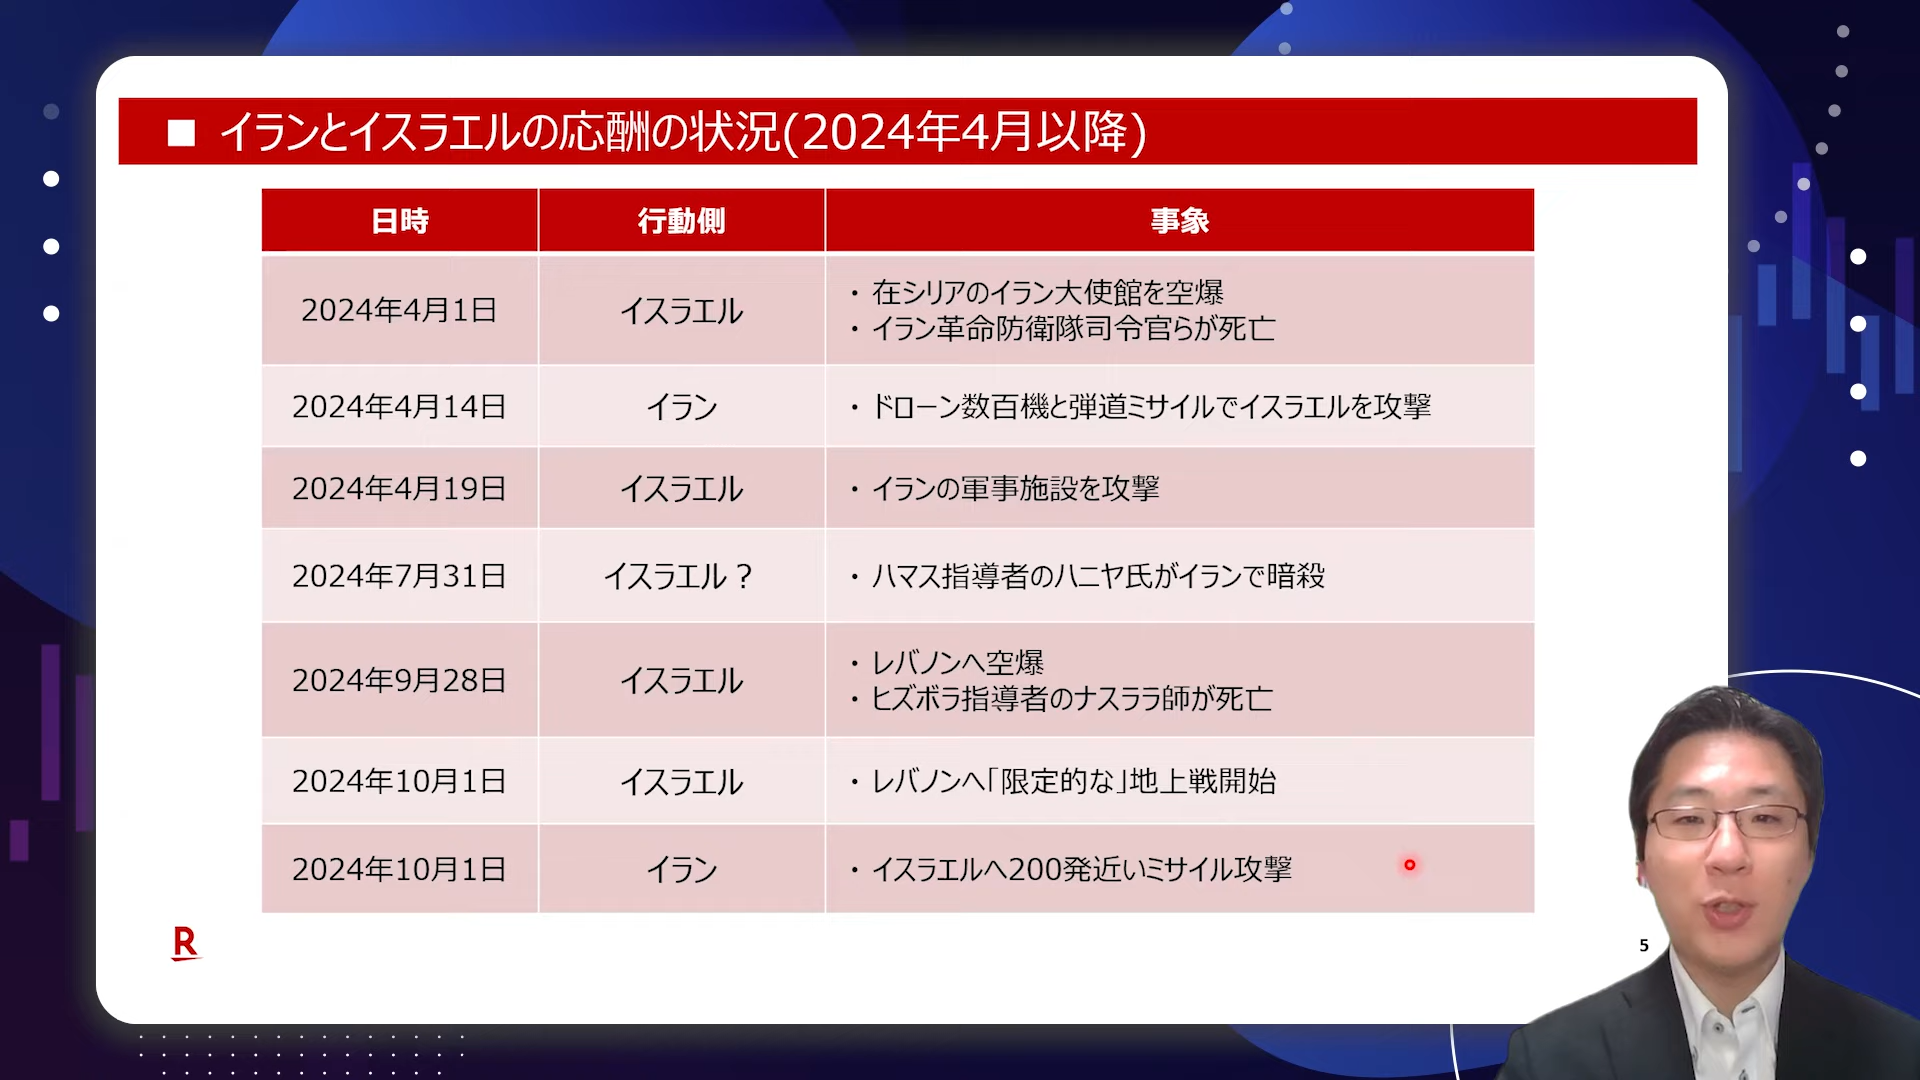 ■ イランとイスラエルの応酬の状況(2024年4月以降)
日時 行動側 事象
2024年4月1日 イスラエル ・在シリアのイラン大使館を空爆
・イラン革命防衛隊司令官らが死亡
2024年4月14日 イラン ・ドローン数百機と弾道ミサイルでイスラエルを攻撃
2024年4月19日 イスラエル ・イランの軍事施設を攻撃
2024年7月31日 イスラエル？ ・ハマス指導者のハニヤ氏がイランで暗殺
2024年9月28日 イスラエル ・レバノンへ空爆
・ヒズボラ指導者のナスララ師が死亡
2024年10月1日 イスラエル ・レバノンへ「限定的な」地上戦開始
2024年10月1日 イラン ・イスラエルへ200発近いミサイル攻撃
R
5